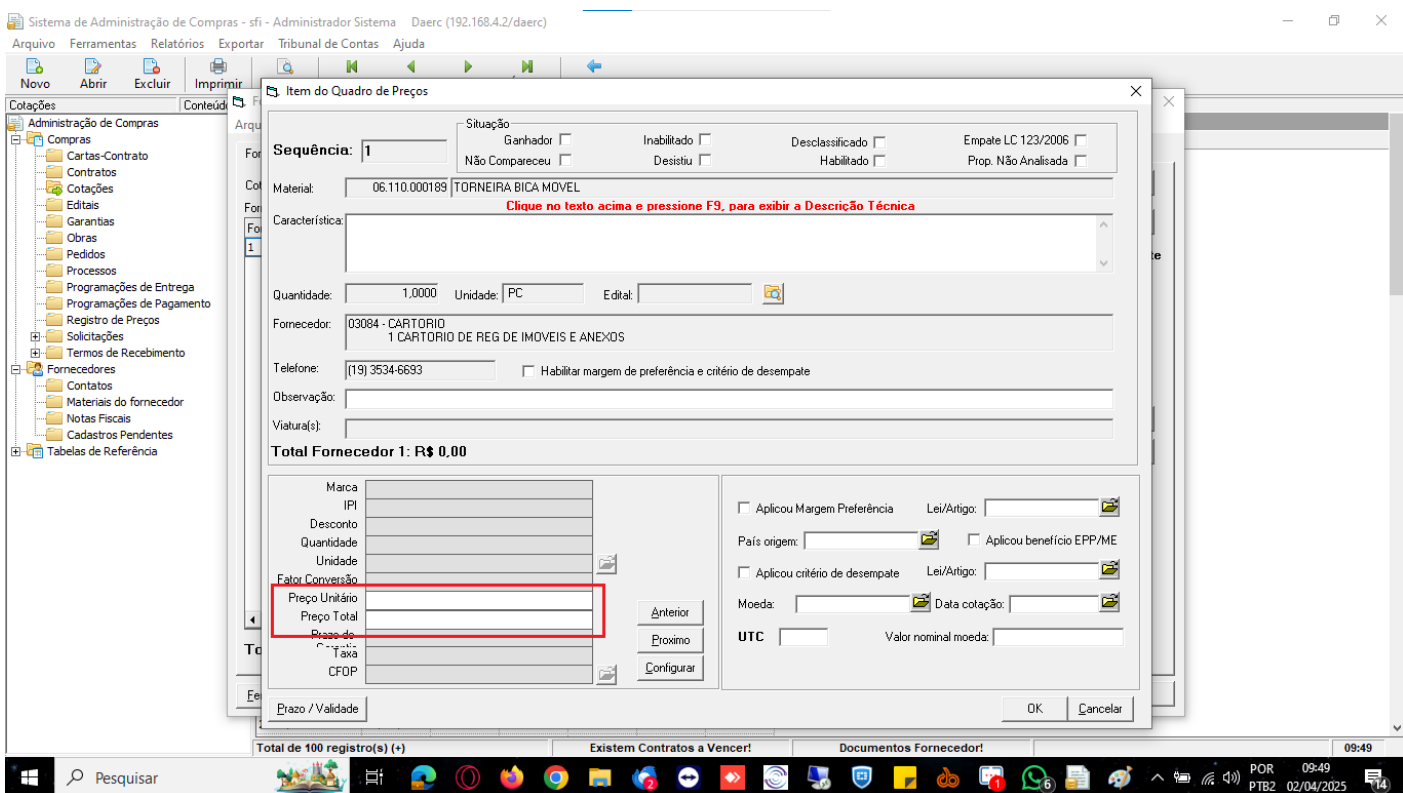 Sistema de Administração de Compras - sfi - Administrador Sistema Daerc (192.168.4.2/daerc)
Arquivo Ferramentas Relatórios Exportar Tribunal de Contas Ajuda
Novo Abrir Excluir Imprimir
Cotações
Administração de Compras
Compras
Cartas-Contrato
Contratos
Cotações
Editais
Garantias
Obras
Pedidos
Processos
Programações de Entrega
Programações de Pagamento
Registro de Preços
Solicitações
Termos de Recebimento
Fornecedores
Contatos
Materiais do fornecedor
Notas Fiscais
Cadastros Pendentes
Tabelas de Referência
Item do Quadro de Preços
Situação
Sequência: 1
Ganhador Inabilitado Desclassificado Empate LC 123/2006
Não Compareceu Desistiu Habilitado Prop. Não Analisada
Material: 06.110.000189 TORNEIRA BICA MOVEL
Clique no texto acima e pressione F9, para exibir a Descrição Técnica
Característica:
Quantidade: 1,0000 Unidade: PC Edital:
Fornecedor: 03084 - CARTORIO
1 CARTORIO DE REG DE IMOVEIS E ANEXOS
Telefone: (19) 3534-6693 Habilitar margem de preferência e critério de desempate
Observação:
Viatura(s):
Total Fornecedor 1: R$ 0,00
Marca
IPI
Desconto
Quantidade
Unidade
Fator Conversão
Preço Unitário
Preço Total
Prazo de
Taxa
CFOP
Anterior
Proximo
Configurar
Aplicou Margem Preferência Lei/Artigo:
País origem: Aplicou benefício EPP/ME
Aplicou critério de desempate Lei/Artigo:
Moeda: Data cotação:
UTC Valor nominal moeda:
Prazo / Validade OK Cancelar
Total de 100 registro(s) (+) Existem Contratos a Vencer! Documentos Fornecedor! 09:49
Pesquisar
POR
PTB2
09:49
02/04/2025
6
14